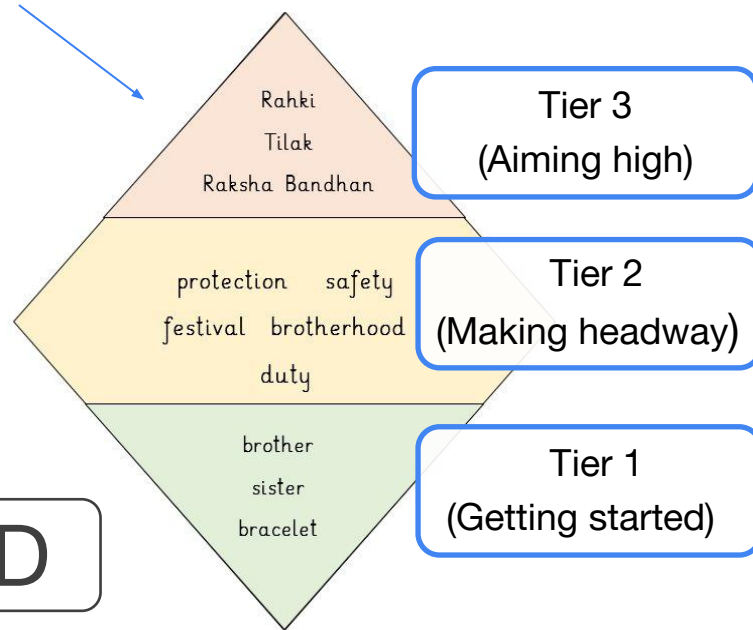 Rahki
Tilak
Raksha Bandhan
Tier 3
(Aiming high)
protection safety
festival brotherhood
duty
Tier 2
(Making headway)
brother
sister
bracelet
Tier 1
(Getting started)
D